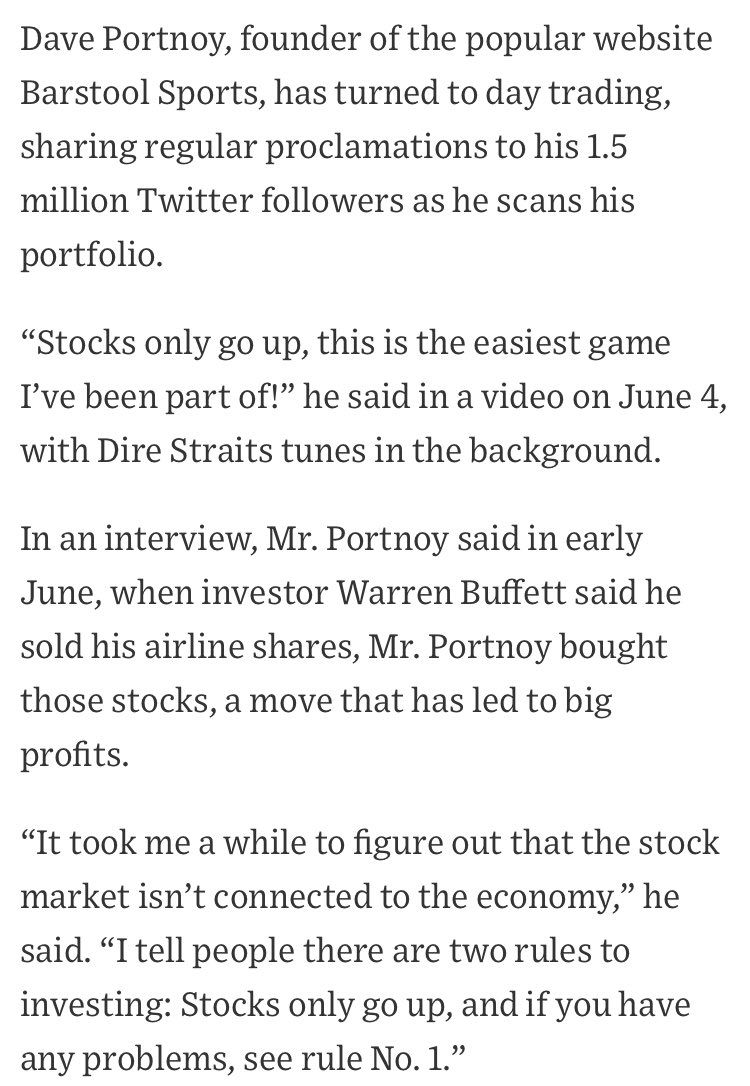 Dave Portnoy, founder of the popular website
Barstool Sports, has turned to day trading,
sharing regular proclamations to his 1.5
million Twitter followers as he scans his
portfolio.
“Stocks only go up, this is the easiest game
I’ve been part of!” he said in a video on June 4,
with Dire Straits tunes in the background.
In an interview, Mr. Portnoy said in early
June, when investor Warren Buffett said he
sold his airline shares, Mr. Portnoy bought
those stocks, a move that has led to big
profits.
“It took me a while to figure out that the stock
market isn’t connected to the economy,” he
said. “I tell people there are two rules to
investing: Stocks only go up, and if you have
any problems, see rule No. 1.”